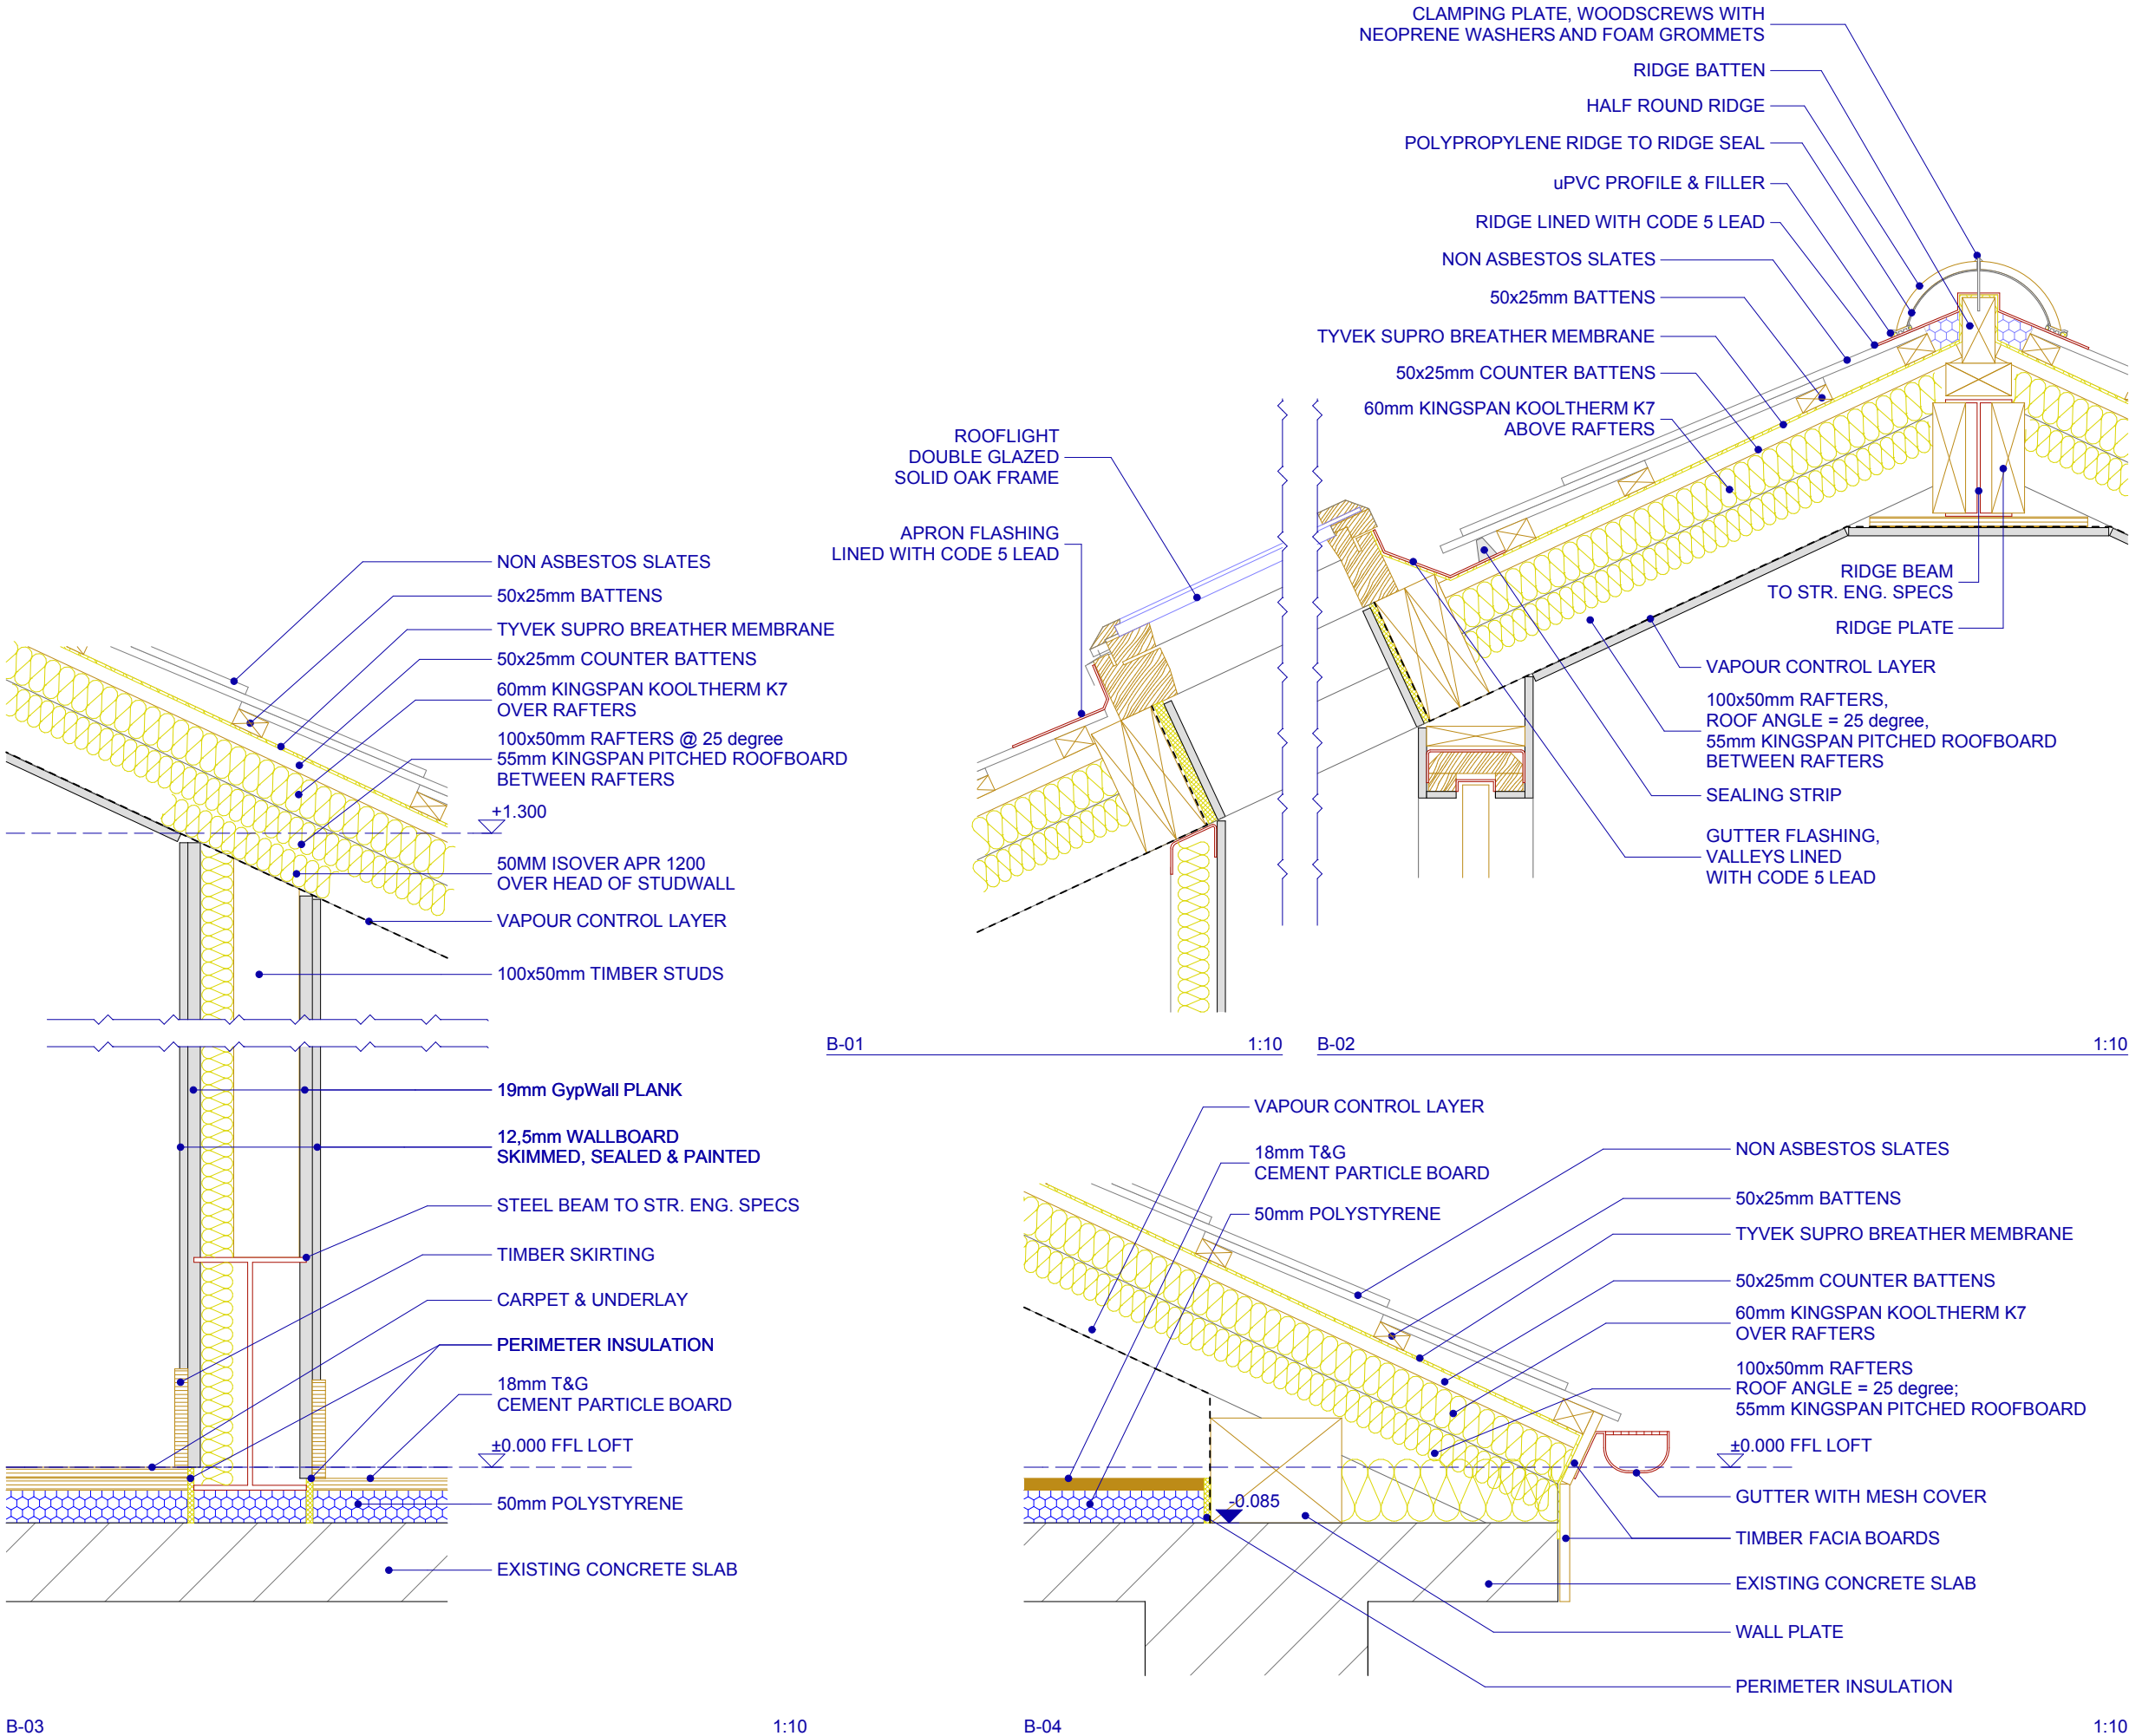 CLAMPING PLATE, WOODSCREWS WITH
NEOPRENE WASHERS AND FOAM GROMMETS
RIDGE BATTEN
HALF ROUND RIDGE
POLYPROPYLENE RIDGE TO RIDGE SEAL
uPVC PROFILE & FILLER
RIDGE LINED WITH CODE 5 LEAD
NON ASBESTOS SLATES
50x25mm BATTENS
TYVEK SUPRO BREATHER MEMBRANE
50x25mm COUNTER BATTENS
60mm KINGSPAN KOOLTHERM K7
ABOVE RAFTERS
ROOFLIGHT
DOUBLE GLAZED
SOLID OAK FRAME
APRON FLASHING
LINED WITH CODE 5 LEAD
RIDGE BEAM
TO STR. ENG. SPECS
RIDGE PLATE
VAPOUR CONTROL LAYER
100x50mm RAFTERS,
ROOF ANGLE = 25 degree,
55mm KINGSPAN PITCHED ROOFBOARD
BETWEEN RAFTERS
SEALING STRIP
GUTTER FLASHING,
VALLEYS LINED
WITH CODE 5 LEAD
B-01
1:10
B-02
1:10
NON ASBESTOS SLATES
50x25mm BATTENS
TYVEK SUPRO BREATHER MEMBRANE
50x25mm COUNTER BATTENS
60mm KINGSPAN KOOLTHERM K7
OVER RAFTERS
100x50mm RAFTERS @ 25 degree
55mm KINGSPAN PITCHED ROOFBOARD
BETWEEN RAFTERS
+1.300
50MM ISOVER APR 1200
OVER HEAD OF STUDWALL
VAPOUR CONTROL LAYER
100x50mm TIMBER STUDS
19mm GypWall PLANK
12,5mm WALLBOARD
SKIMMED, SEALED & PAINTED
STEEL BEAM TO STR. ENG. SPECS
TIMBER SKIRTING
CARPET & UNDERLAY
PERIMETER INSULATION
18mm T&G
CEMENT PARTICLE BOARD
±0.000 FFL LOFT
50mm POLYSTYRENE
EXISTING CONCRETE SLAB
B-03
1:10
VAPOUR CONTROL LAYER
18mm T&G
CEMENT PARTICLE BOARD
50mm POLYSTYRENE
NON ASBESTOS SLATES
50x25mm BATTENS
TYVEK SUPRO BREATHER MEMBRANE
50x25mm COUNTER BATTENS
60mm KINGSPAN KOOLTHERM K7
OVER RAFTERS
100x50mm RAFTERS
ROOF ANGLE = 25 degree;
55mm KINGSPAN PITCHED ROOFBOARD
±0.000 FFL LOFT
-0.085
GUTTER WITH MESH COVER
TIMBER FACIA BOARDS
EXISTING CONCRETE SLAB
WALL PLATE
PERIMETER INSULATION
B-04
1:10